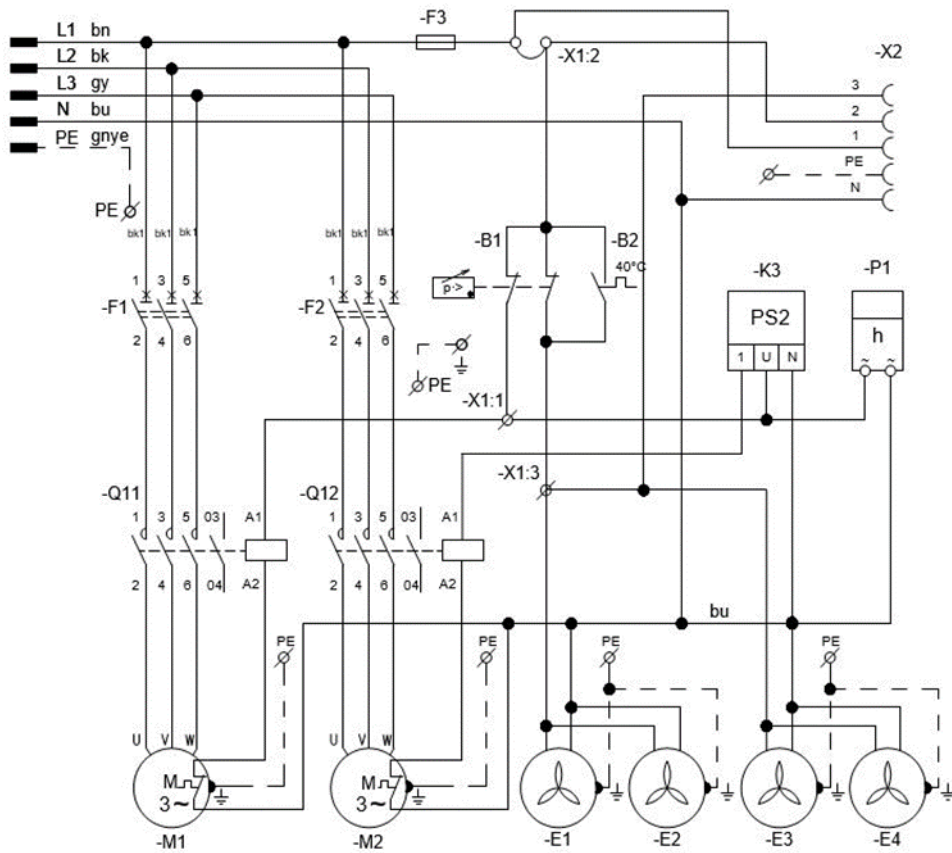 L1 bn
L2 bk
L3 gy
N bu
PE gnye
-F3
-X1:2
-X2
3
2
1
PE
N
PE
bk1 bk1 bk1
bk1 bk1 bk1
-B1
-B2
40°C
p->
-K3
-P1
PS2
h
1 U N
~ ~
1 3 5
-F1
2 4 6
1 3 5
-F2
2 4 6
PE
-X1:1
-X1:3
-Q11
1 3 5 03 A1
2 4 6 04 A2
-Q12
1 3 5 03 A1
2 4 6 04 A2
bu
PE
PE
PE
PE
U V W
M
3 ~
-M1
U V W
M
3 ~
-M2
-E1
-E2
-E3
-E4